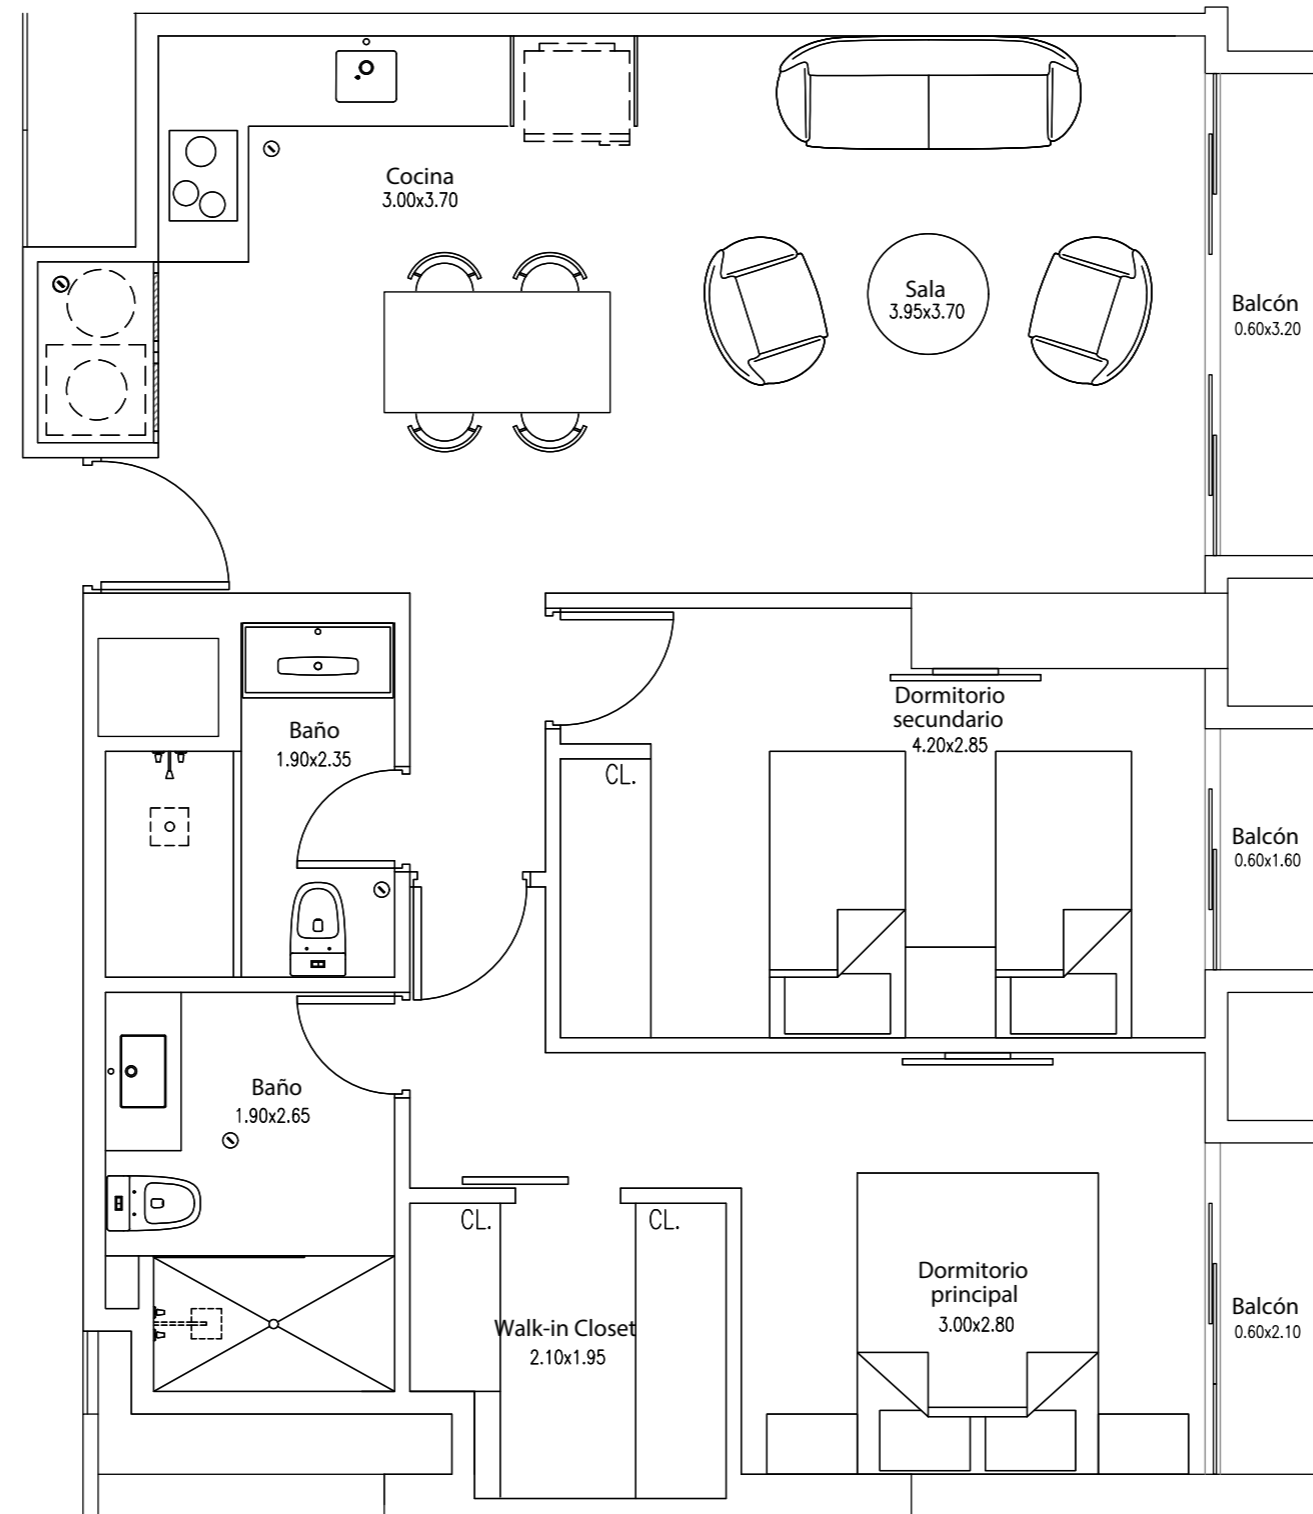 Cocina
3.00x3.70
Sala
3.95x3.70
Balcón
0.60x3.20
Dormitorio
secundario
4.20x2.85
Baño
1.90x2.35
CL.
Balcón
0.60x1.60
Baño
1.90x2.65
CL.
CL.
Dormitorio
principal
3.00x2.80
Walk-in Closet
2.10x1.95
Balcón
0.60x2.10